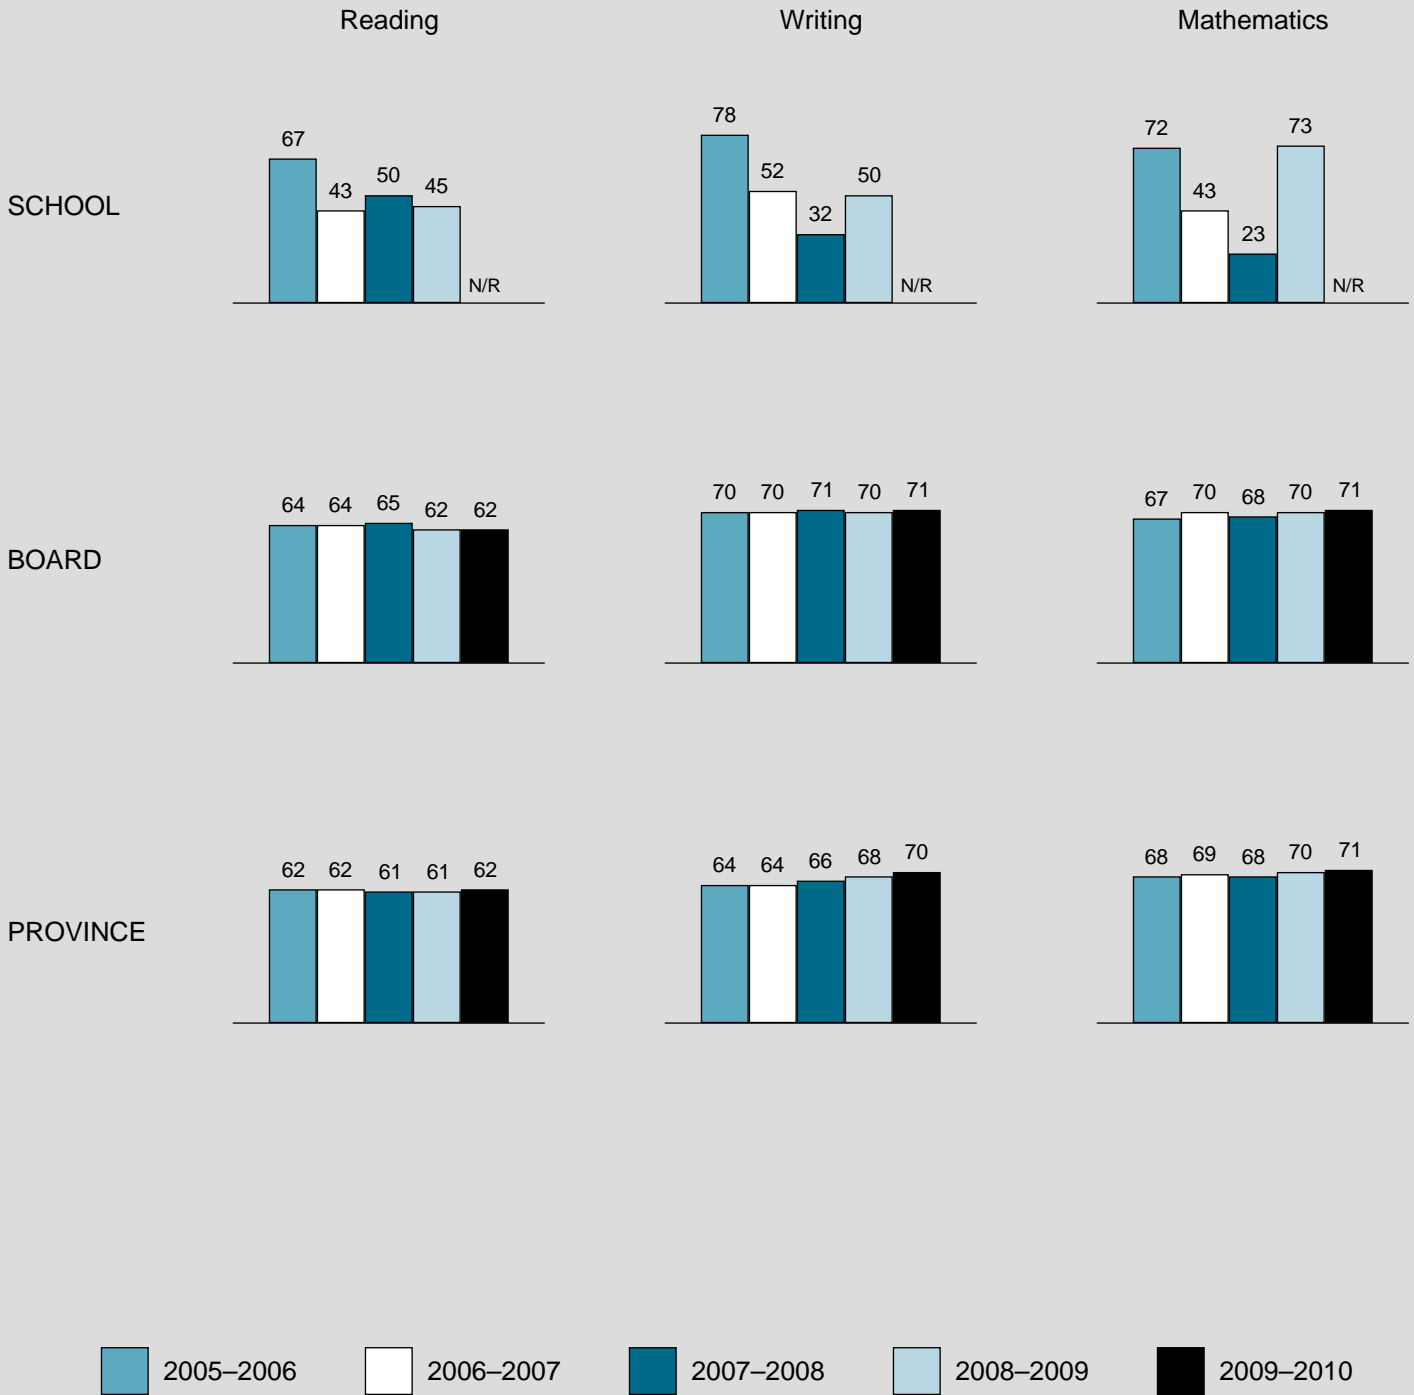 Reading Writing Mathematics
SCHOOL
67 43 50 45 N/R
78 52 32 50 N/R
72 43 23 73 N/R
BOARD
64 64 65 62 62
70 70 71 70 71
67 70 68 70 71
PROVINCE
62 62 61 61 62
64 64 66 68 70
68 69 68 70 71
2005–2006 2006–2007 2007–2008 2008–2009 2009–2010